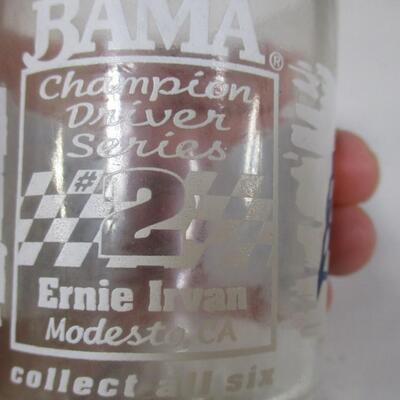 BAMA®
Champion
Driver
Series
#2
Ernie Irvan
Modesto, CA
collect all six